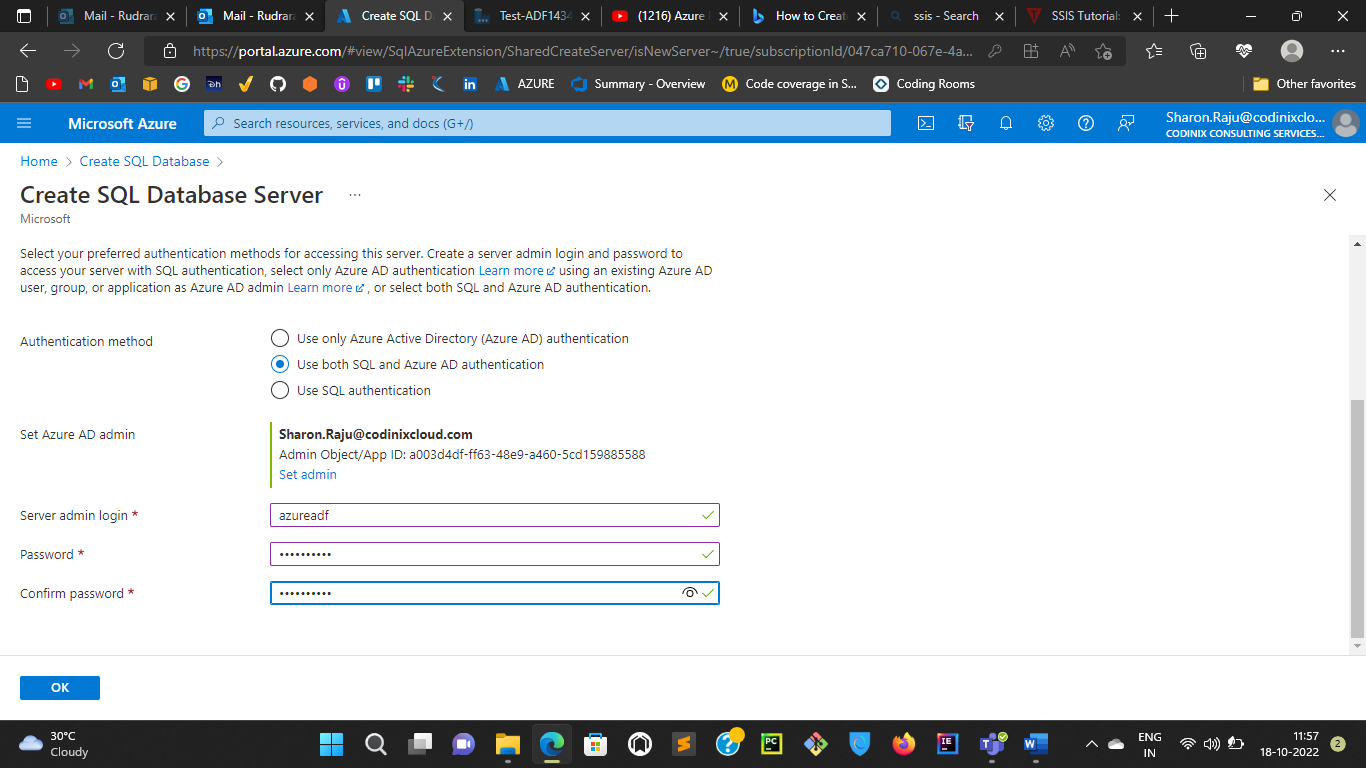 Mail - Rudrara
Mail - Rudrara
Create SQL D
Test-ADF1434
(1216) Azure
How to Create
ssis - Search
SSIS Tutorial:
https://portal.azure.com/#view/SqlAzureExtension/SharedCreateServer/isNewServer~/true/subscriptionId/047ca710-067e-4a...
AZURE
Summary - Overview
Code coverage in S...
Coding Rooms
Other favorites
Microsoft Azure
Search resources, services, and docs (G+/)
Sharon.Raju@codinixclo...
CODINIX CONSULTING SERVICES...
Home > Create SQL Database >
Create SQL Database Server ...
Microsoft
Select your preferred authentication methods for accessing this server. Create a server admin login and password to
access your server with SQL authentication, select only Azure AD authentication Learn more using an existing Azure AD
user, group, or application as Azure AD admin Learn more , or select both SQL and Azure AD authentication.
Authentication method
Use only Azure Active Directory (Azure AD) authentication
Use both SQL and Azure AD authentication
Use SQL authentication
Set Azure AD admin
Sharon.Raju@codinixcloud.com
Admin Object/App ID: a003d4df-ff63-48e9-a460-5cd159885588
Set admin
Server admin login *
azureadf
Password *
••••••••••
Confirm password *
••••••••••
OK
30°C
Cloudy
ENG
IN
11:57
18-10-2022
2